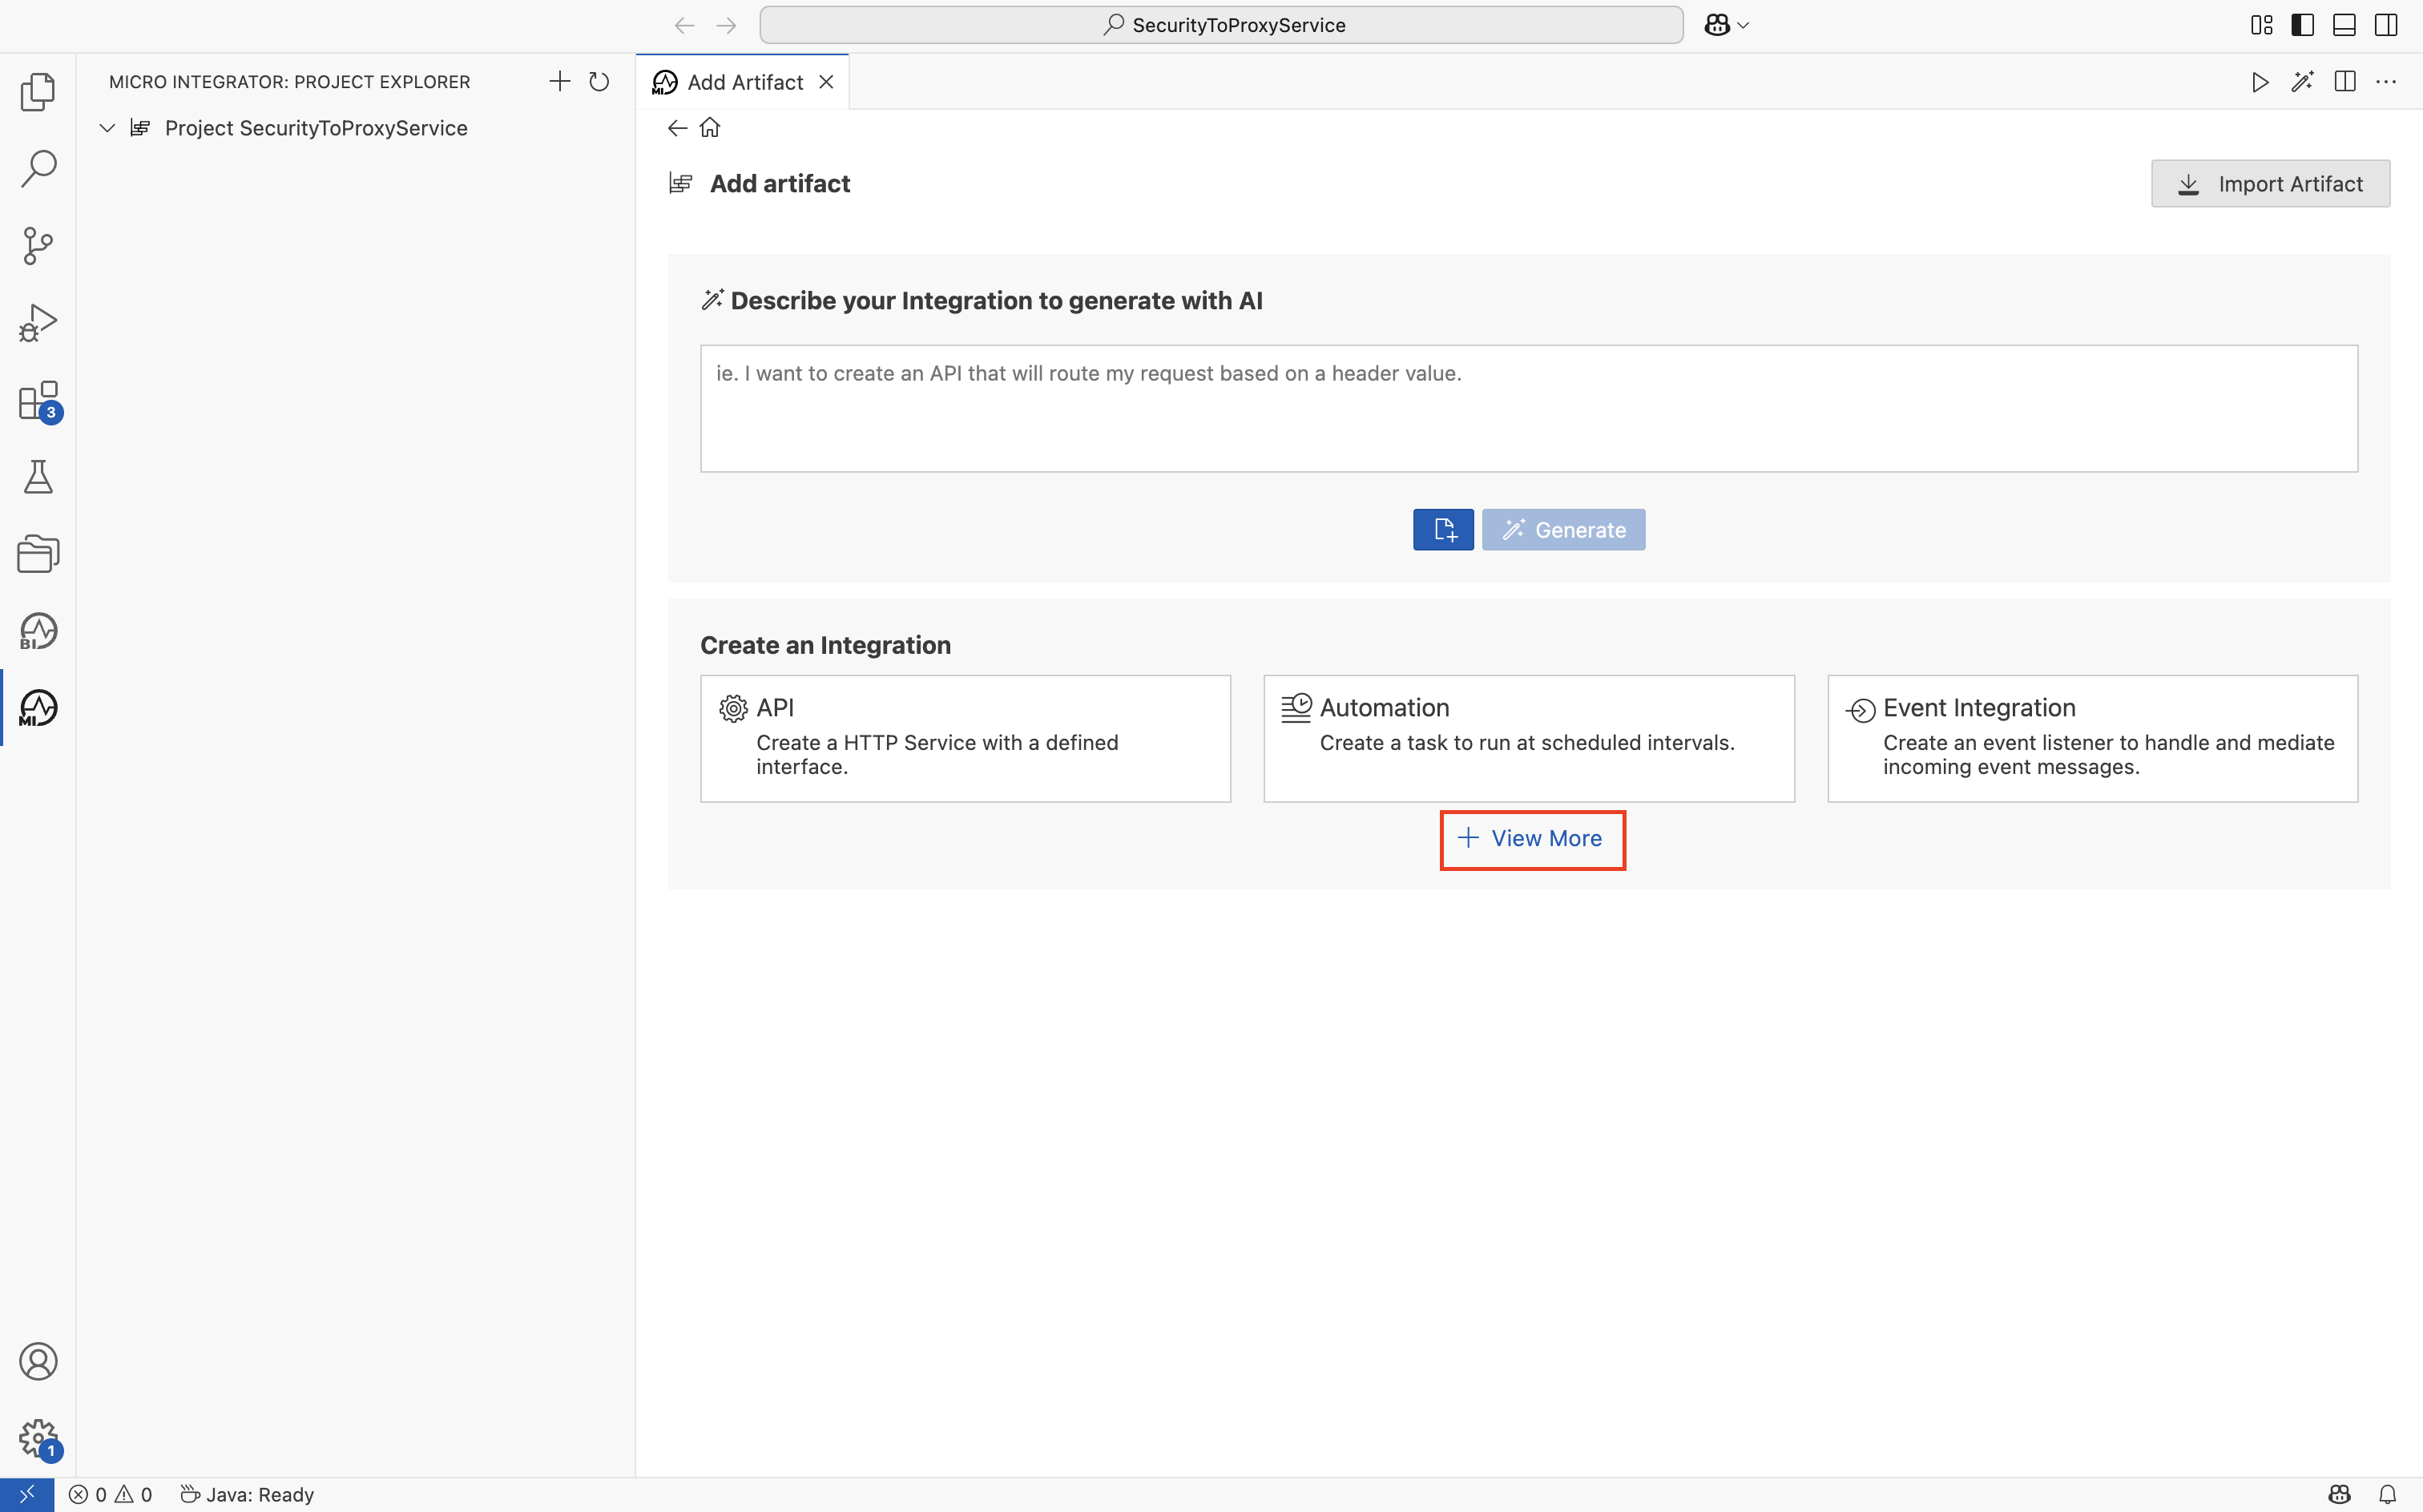 SecurityToProxyService
MICRO INTEGRATOR: PROJECT EXPLORER
Add Artifact
Project SecurityToProxyService
Add artifact
Import Artifact
Describe your Integration to generate with AI
ie. I want to create an API that will route my request based on a header value.
Generate
3
BI
MI
Create an Integration
API
Create a HTTP Service with a defined
interface.
Automation
Create a task to run at scheduled intervals.
Event Integration
Create an event listener to handle and mediate
incoming event messages.
View More
1
0 0 Java: Ready